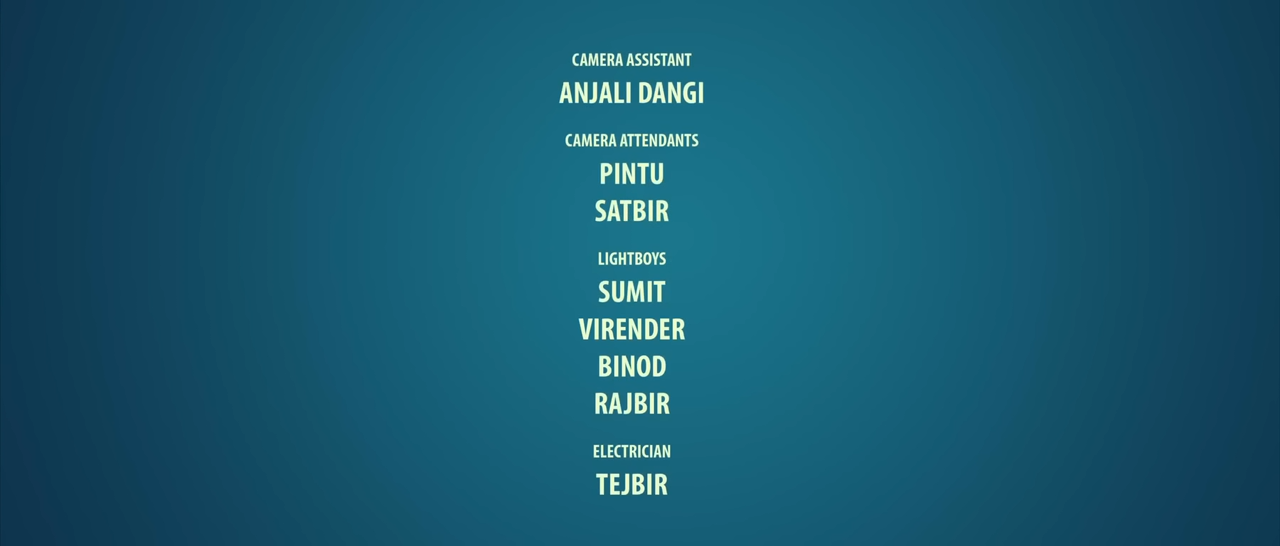 CAMERA ASSISTANT
ANJALI DANGI
CAMERA ATTENDANTS
PINTU
SATBIR
LIGHTBOYS
SUMIT
VIRENDER
BINOD
RAJBIR
ELECTRICIAN
TEJBIR